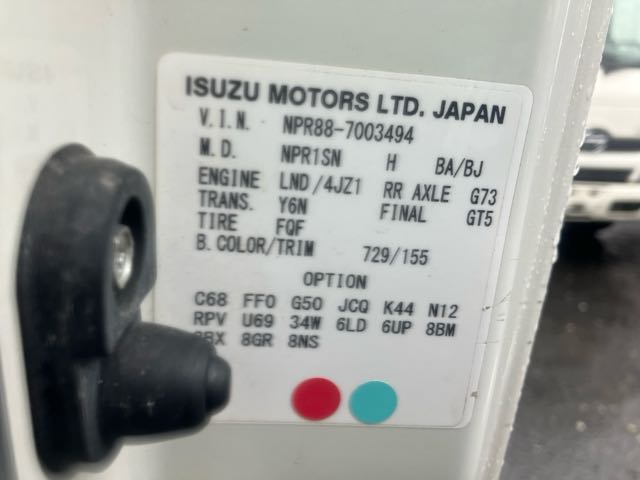 ISUZU MOTORS LTD. JAPAN
V.I.N. NPR88-7003494
M.D. NPR1SN H BA/BJ
ENGINE LND/4JZ1 RR AXLE G73
TRANS. Y6N FINAL GT5
TIRE FQF
B.COLOR/TRIM 729/155
OPTION
C68 FF0 G50 JCQ K44 N12
RPV U69 34W 6LD 6UP 8BM
8GR 8NS